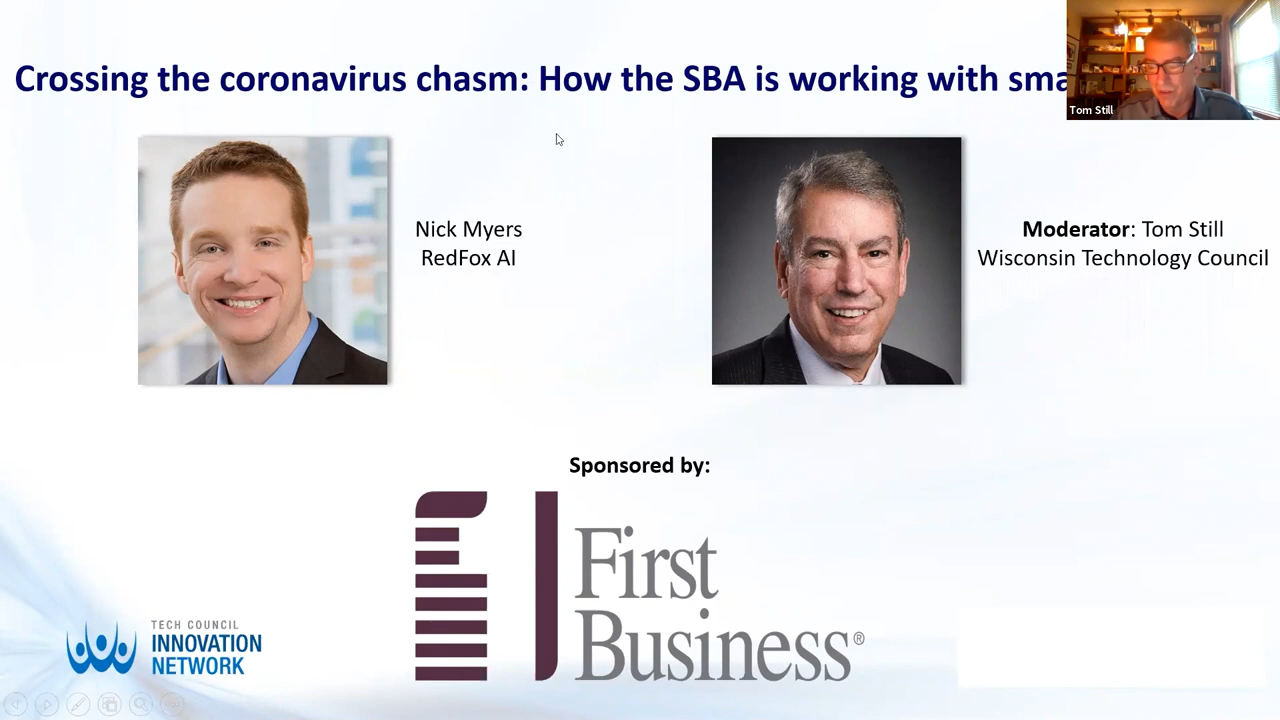 Crossing the coronavirus chasm: How the SBA is working with
Tom Still
Nick Myers
RedFox AI
Moderator: Tom Still
Wisconsin Technology Council
Sponsored by:
First
Business®
TECH COUNCIL
INNOVATION
NETWORK